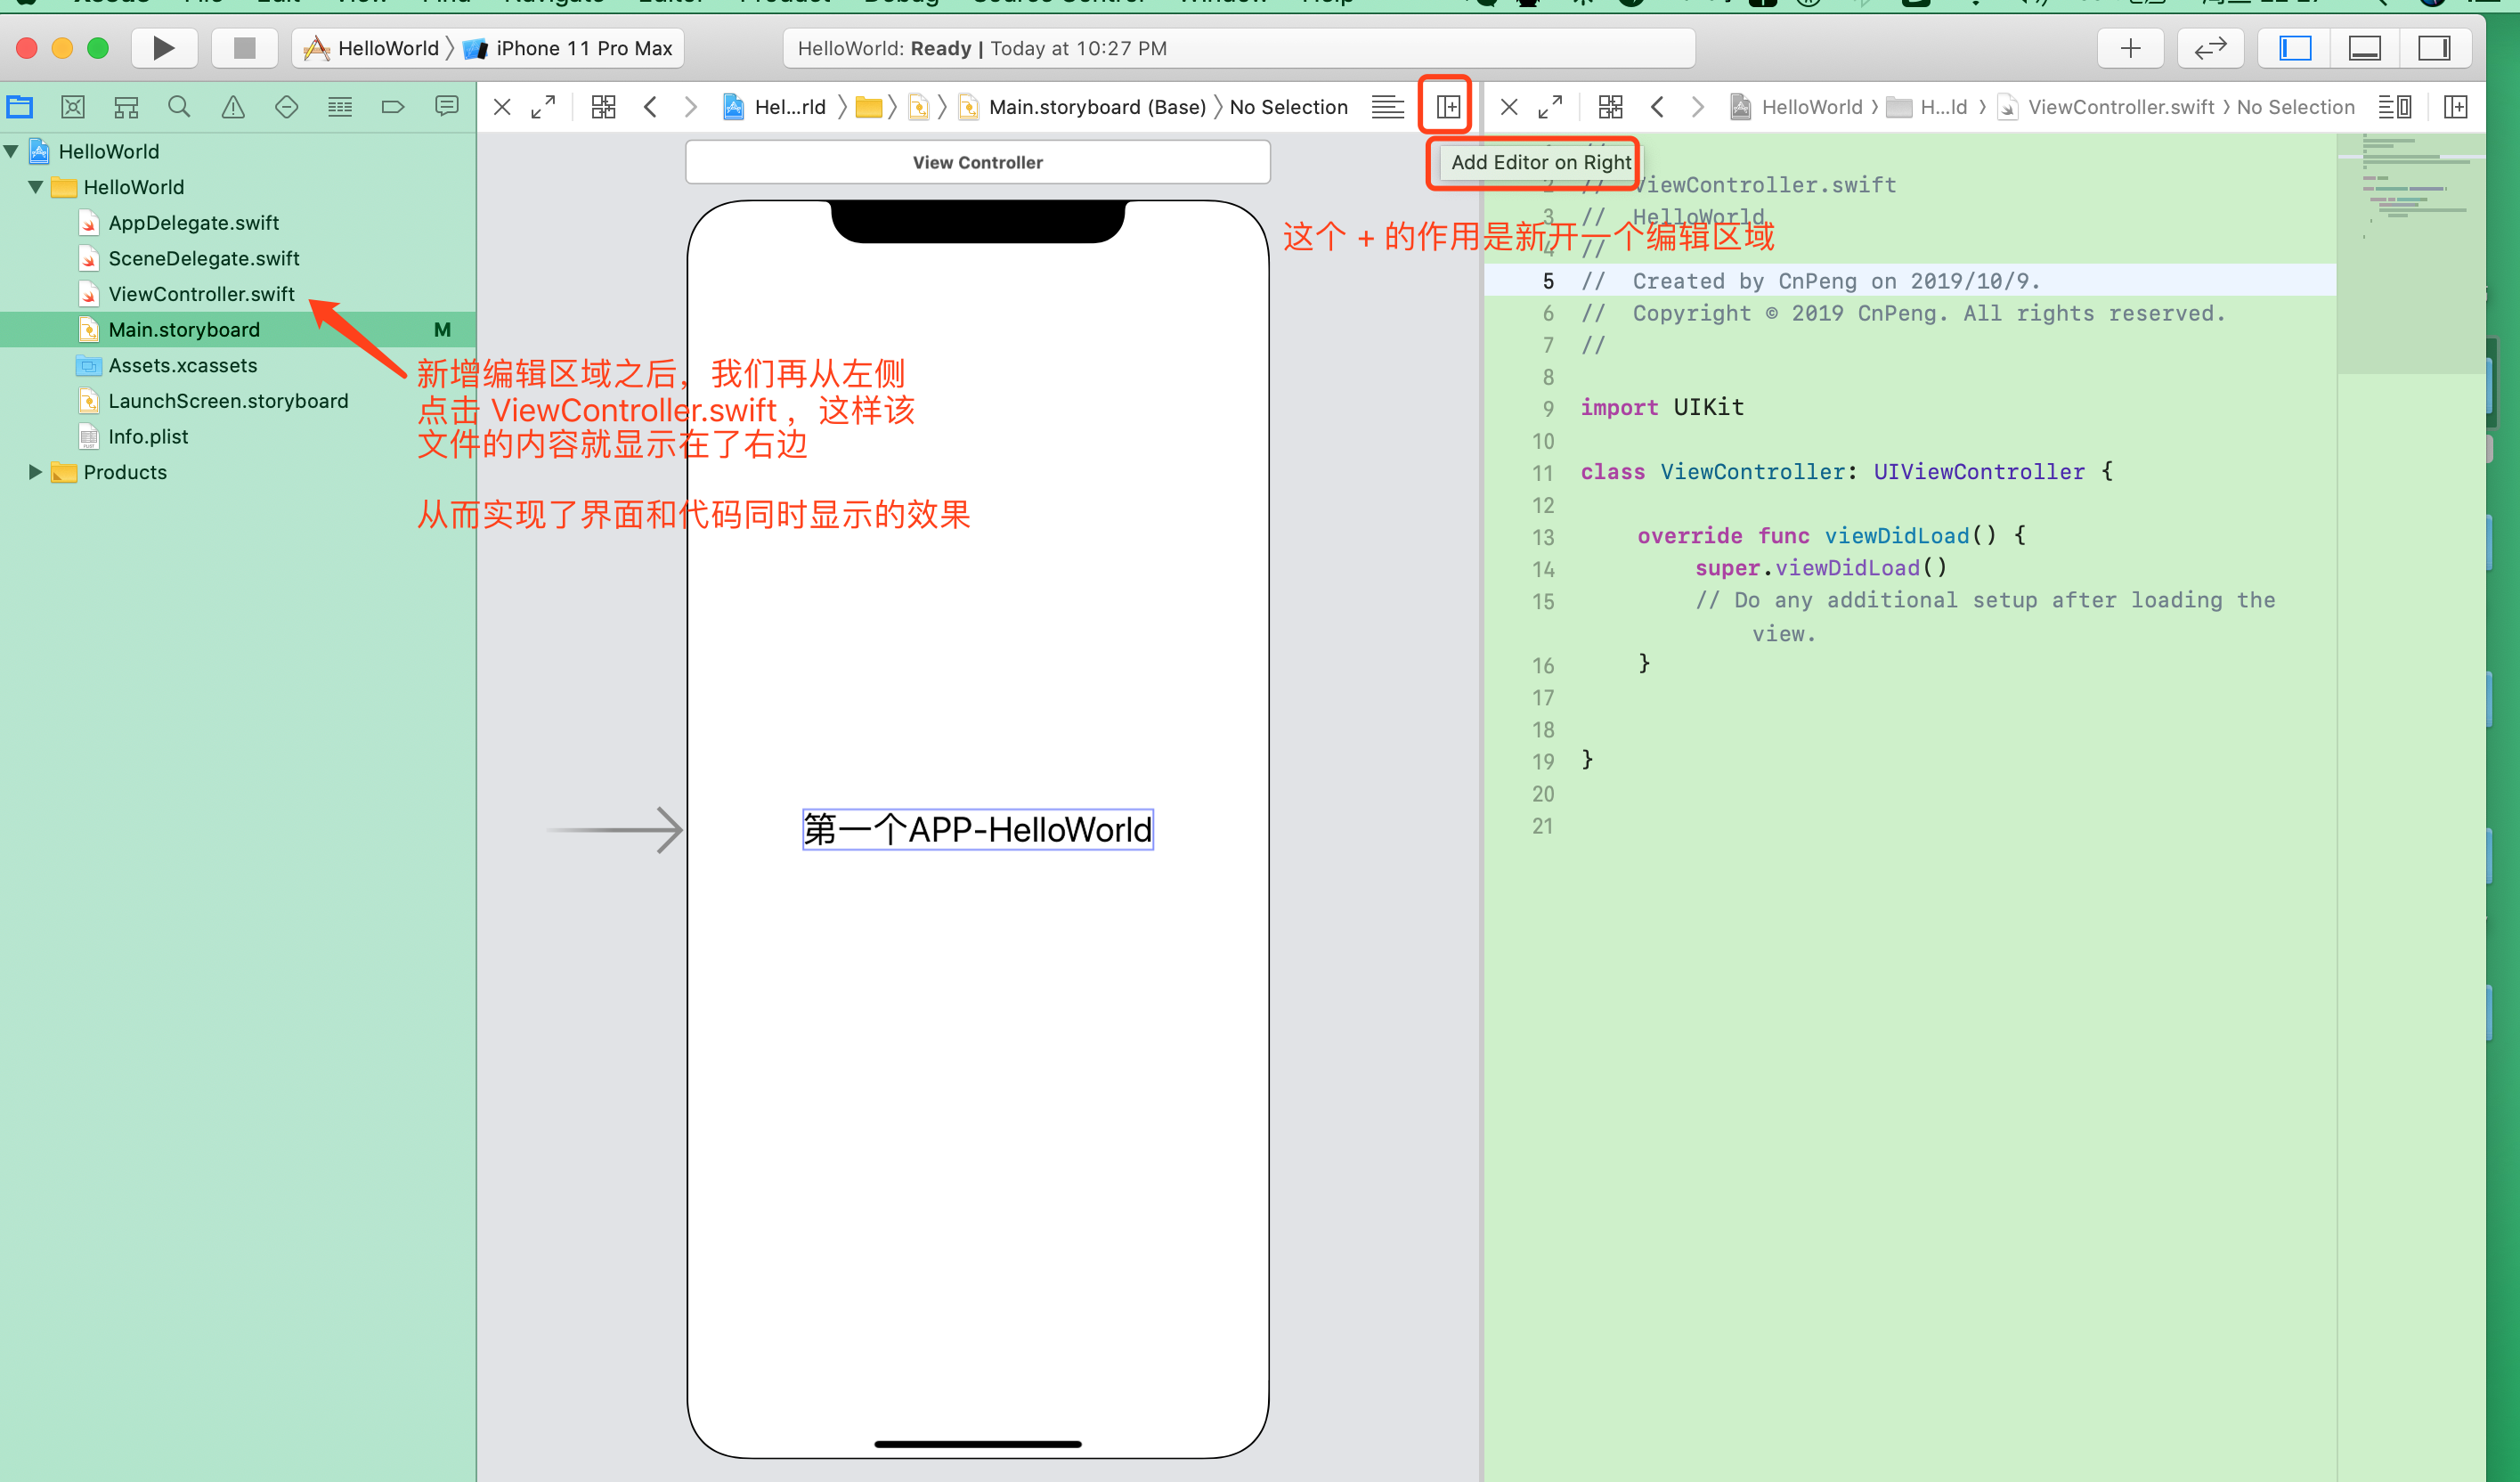 HelloWorld
iPhone 11 Pro Max
HelloWorld: Ready | Today at 10:27 PM
Hel...rld
Main.storyboard (Base)
No Selection
HelloWorld
H...ld
ViewController.swift
No Selection
HelloWorld
HelloWorld
AppDelegate.swift
SceneDelegate.swift
ViewController.swift
Main.storyboard M
Assets.xcassets
LaunchScreen.storyboard
Info.plist
Products
新增编辑区域之后，我们再从左侧
点击 ViewController.swift ，这样该
文件的内容就显示在了右边
从而实现了界面和代码同时显示的效果
View Controller
第一个APP-HelloWorld
Add Editor on Right
这个 + 的作用是新开一个编辑区域
2 // ViewController.swift
3 // HelloWorld
4 //
5 // Created by CnPeng on 2019/10/9.
6 // Copyright © 2019 CnPeng. All rights reserved.
7 //
8
9 import UIKit
10
11 class ViewController: UIViewController {
12
13 override func viewDidLoad() {
14 super.viewDidLoad()
15 // Do any additional setup after loading the
view.
16 }
17
18
19 }
20
21